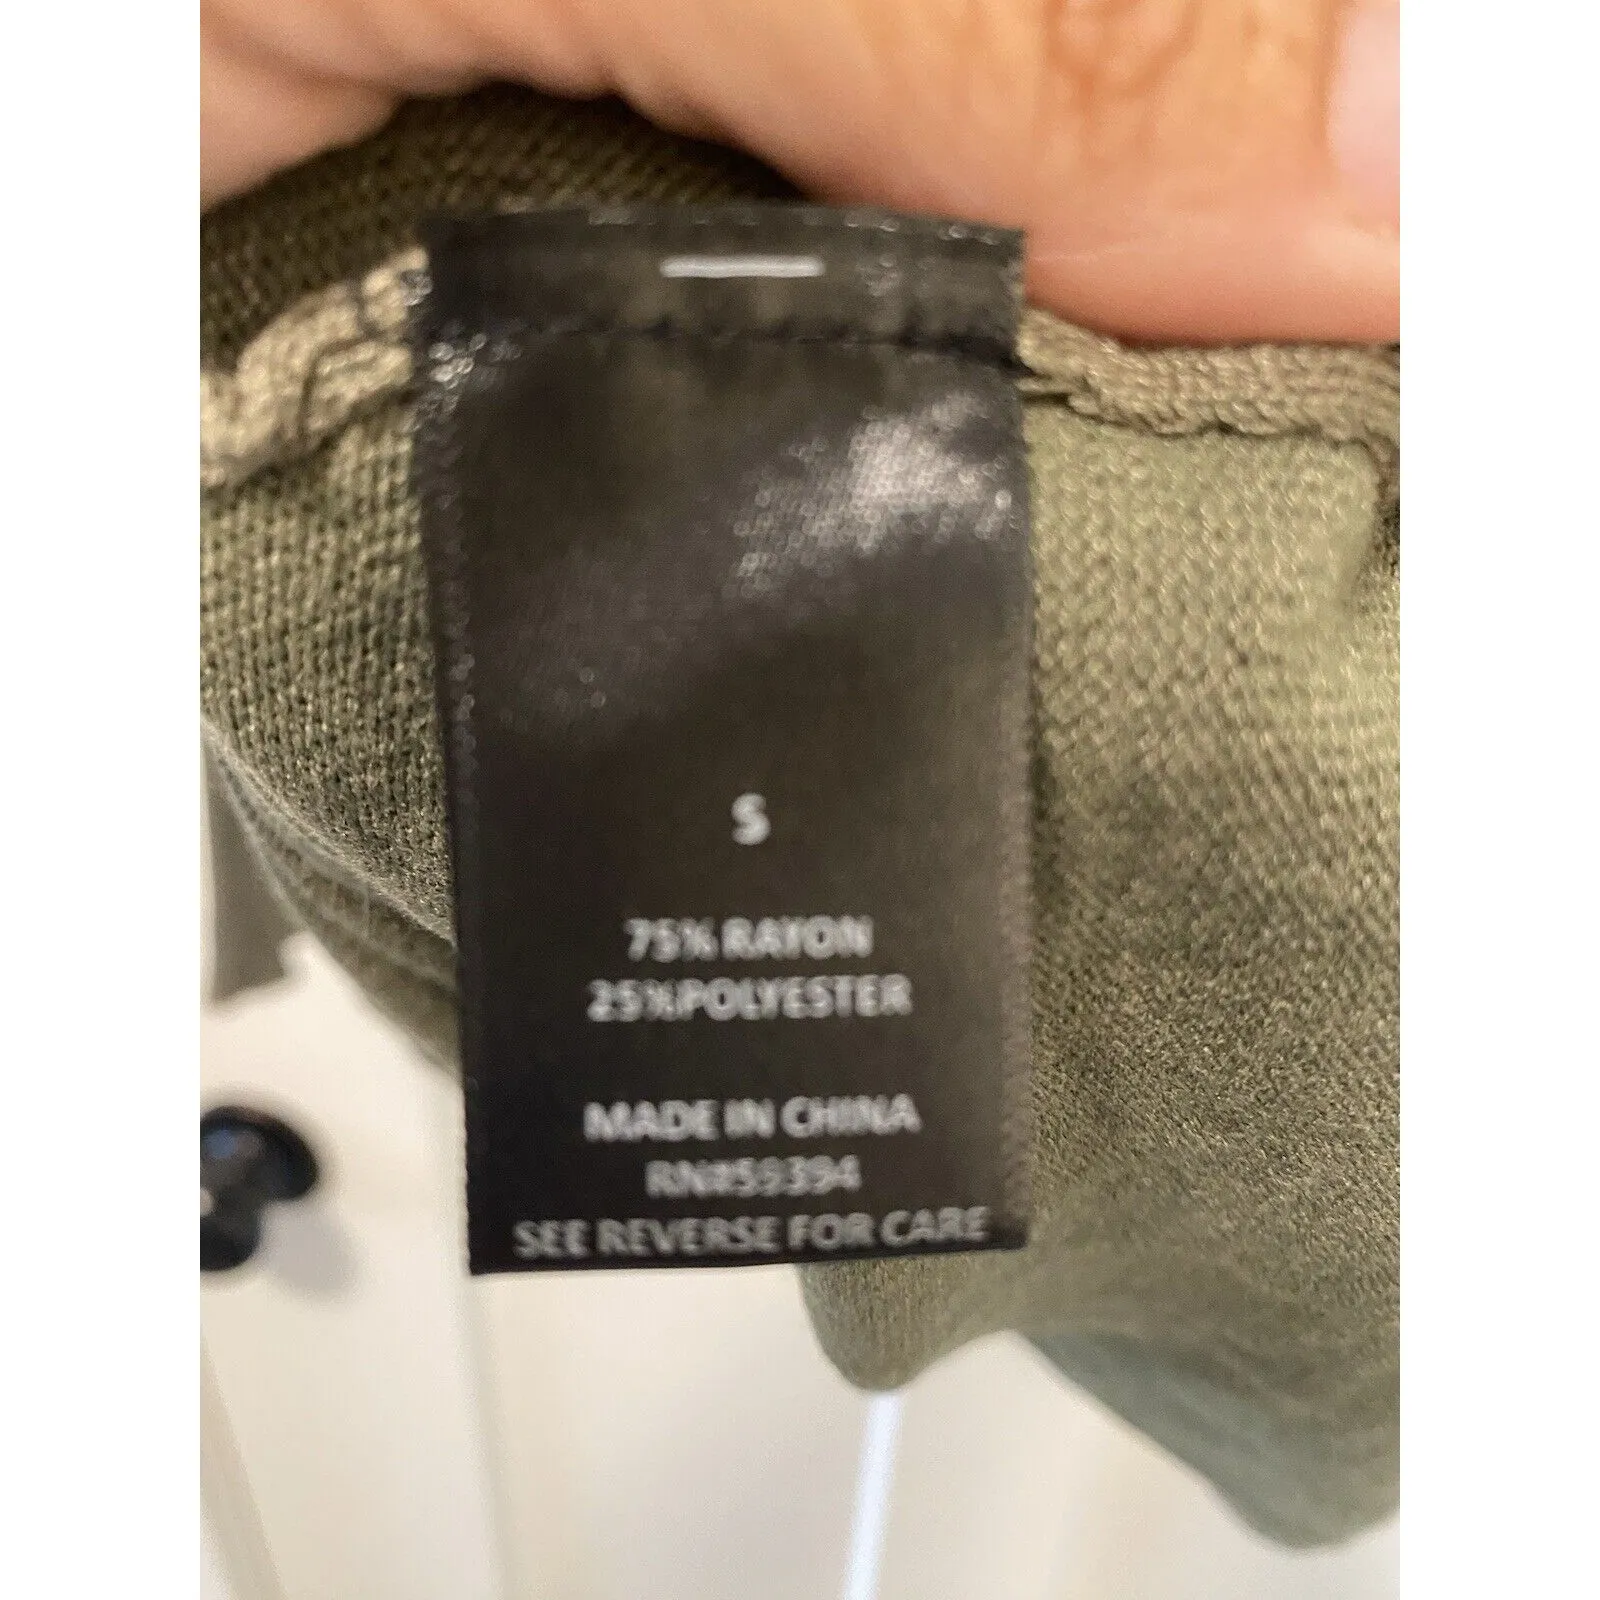 S
75% RAYON
25%POLYESTER
MADE IN CHINA
RN#59394
SEE REVERSE FOR CARE